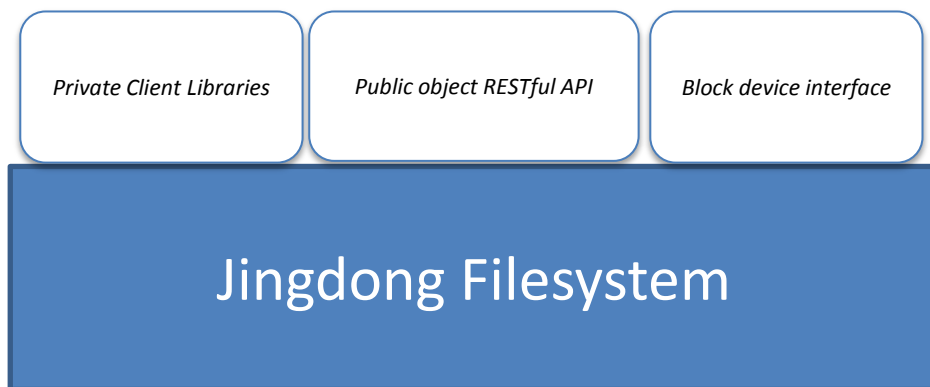 Private Client Libraries
Public object RESTful API
Block device interface
Jingdong Filesystem